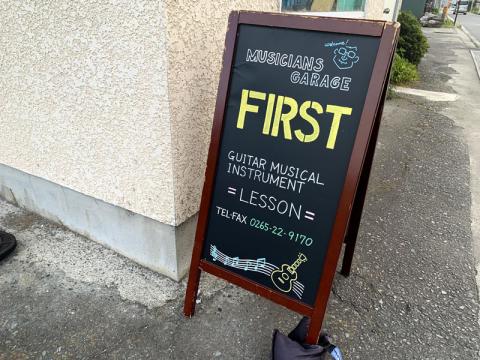 welcome!
MUSICIANS
GARAGE
FIRST
GUITAR MUSICAL
INSTRUMENT
=LESSON=
TEL·FAX 0265-22-9170